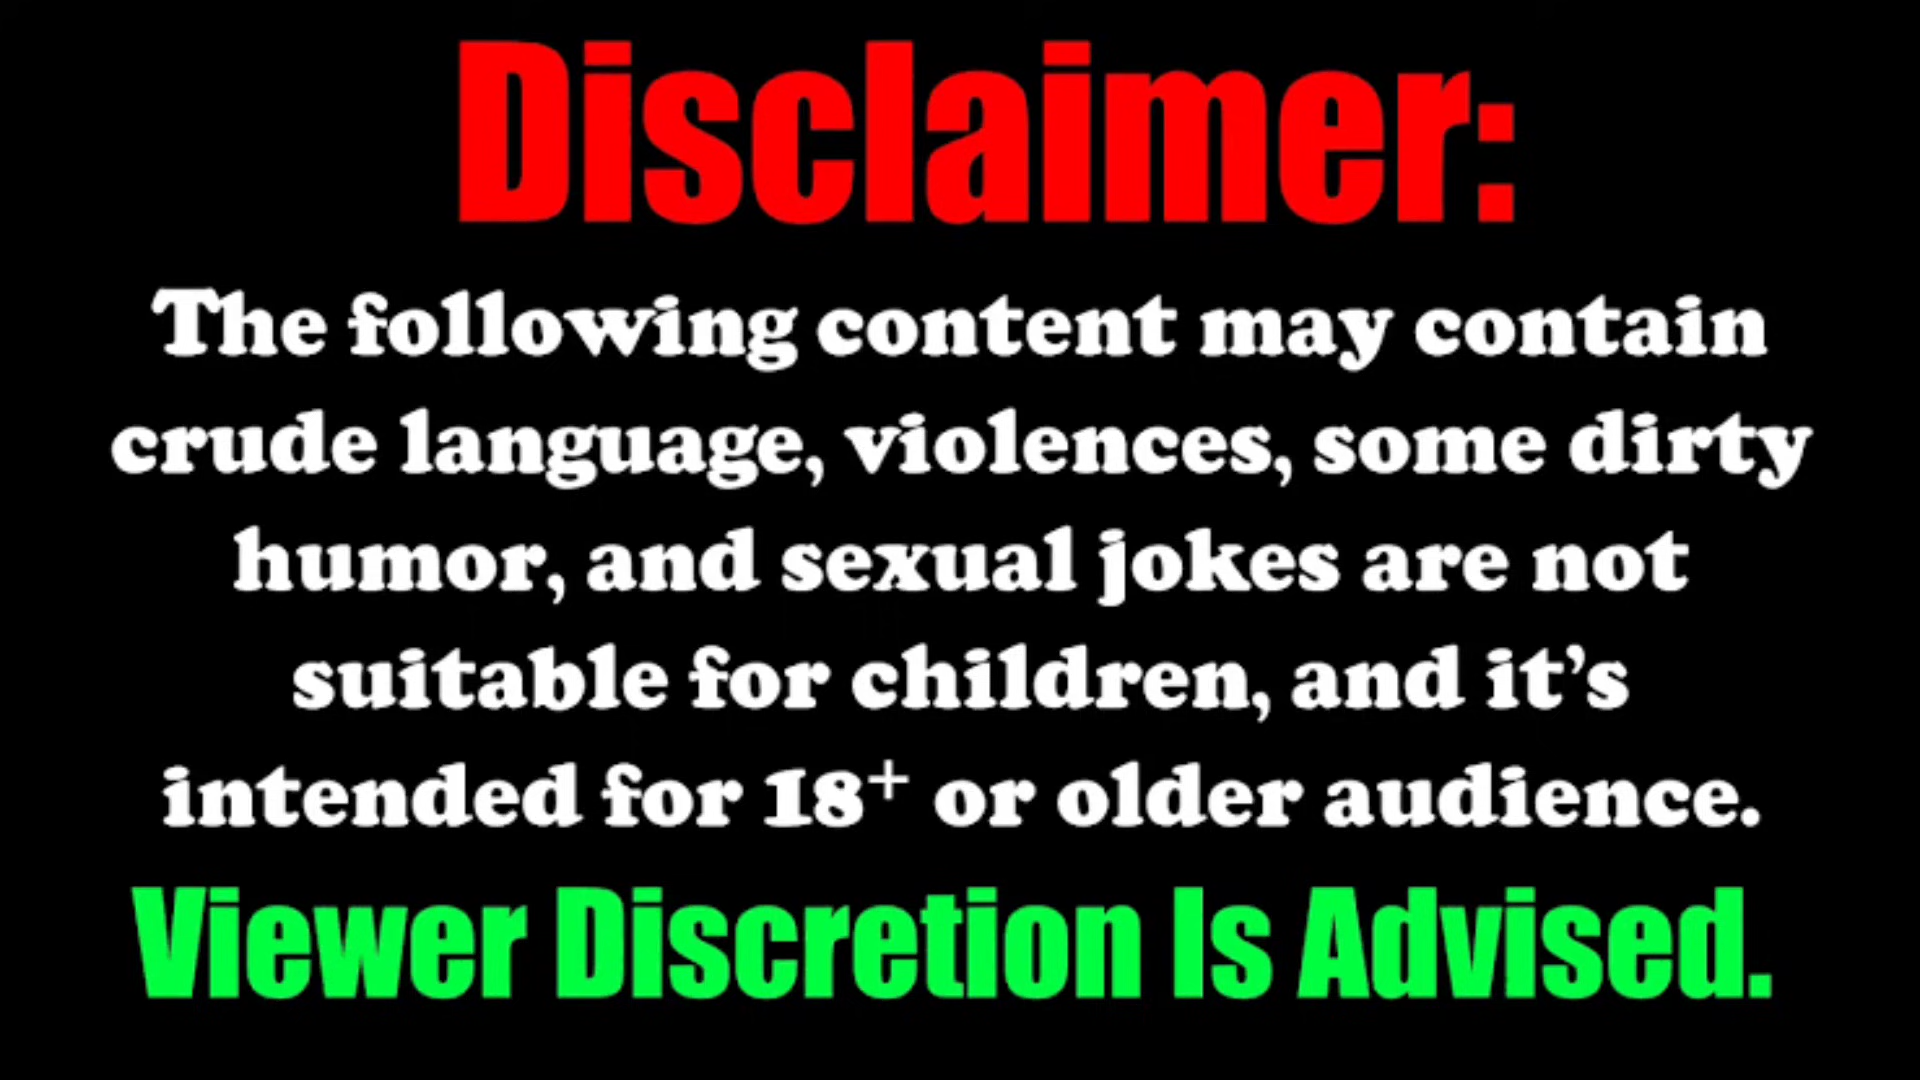 Disclaimer:
The following content may contain
crude language, violences, some dirty
humor, and sexual jokes are not
suitable for children, and it’s
intended for 18+ or older audience.
Viewer Discretion Is Advised.